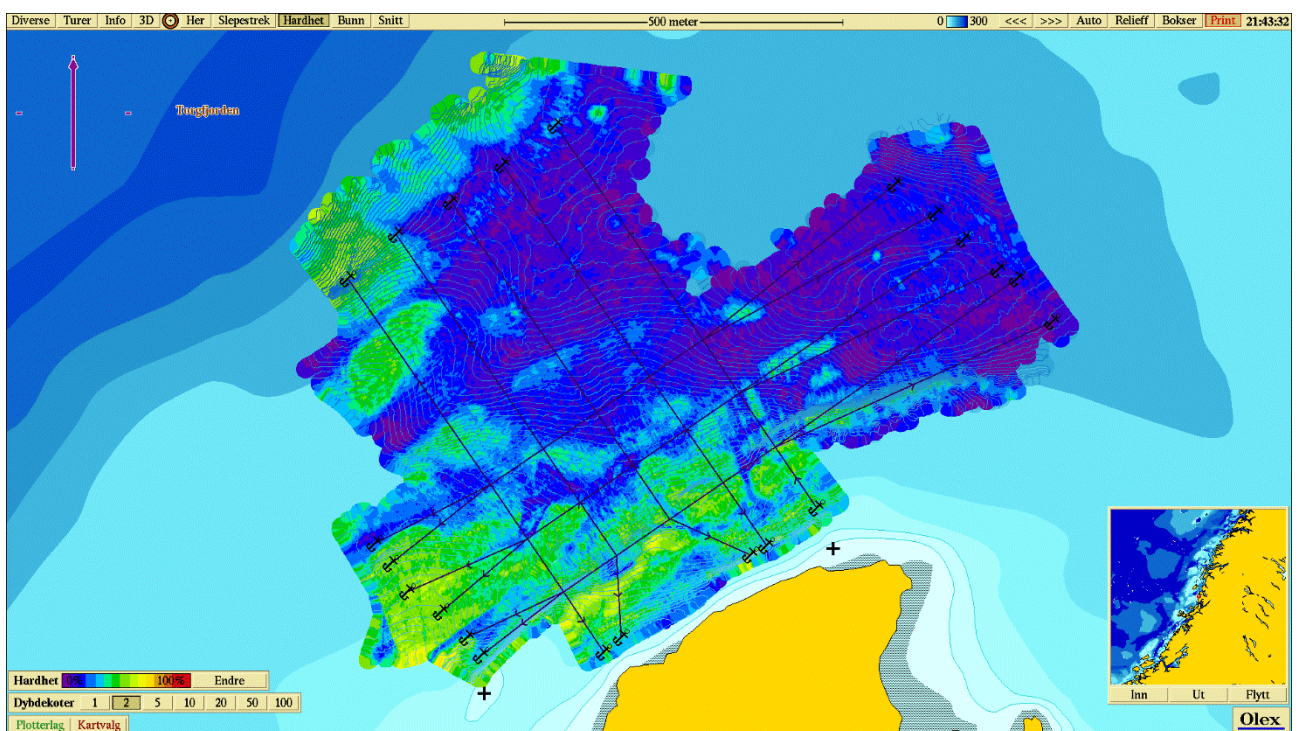 Diverse Turer Info 3D Her Slepestrek Hardhet Bunn Snitt 500 meter 0 300 <<< >>> Auto Relieff Bokser Print 21:43:32
Torgfjorden
Hardhet 0% 100% Endre
Dybdekoter 1 2 5 10 20 50 100
Plotterlag Kartvalg
Inn Ut Flytt
Olex